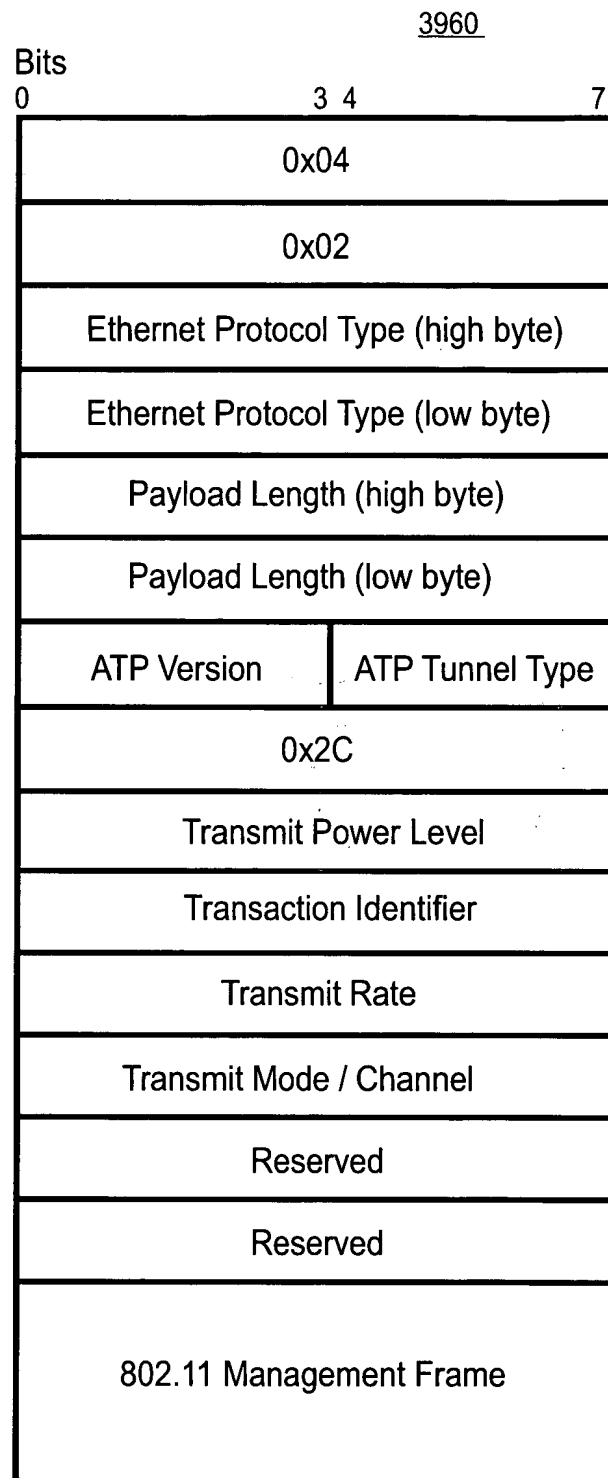 3960
Bits
0 3 4 7
0x04
0x02
Ethernet Protocol Type (high byte)
Ethernet Protocol Type (low byte)
Payload Length (high byte)
Payload Length (low byte)
ATP Version ATP Tunnel Type
0x2C
Transmit Power Level
Transaction Identifier
Transmit Rate
Transmit Mode / Channel
Reserved
Reserved
802.11 Management Frame